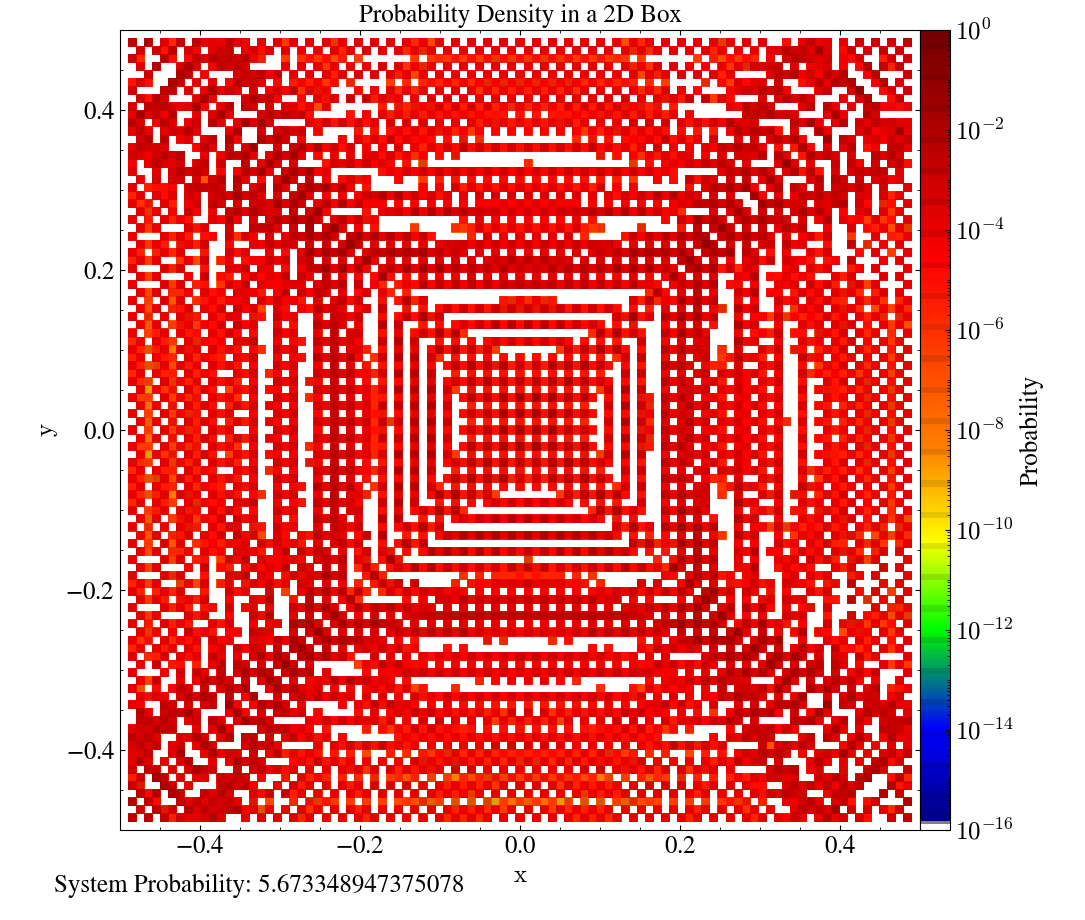 Probability Density in a 2D Box
y
0.4
0.2
0.0
−0.2
−0.4
−0.4 −0.2 0.0 0.2 0.4
x
10⁰
10⁻²
10⁻⁴
10⁻⁶
10⁻⁸
10⁻¹⁰
10⁻¹²
10⁻¹⁴
10⁻¹⁶
Probability
System Probability: 5.673348947375078